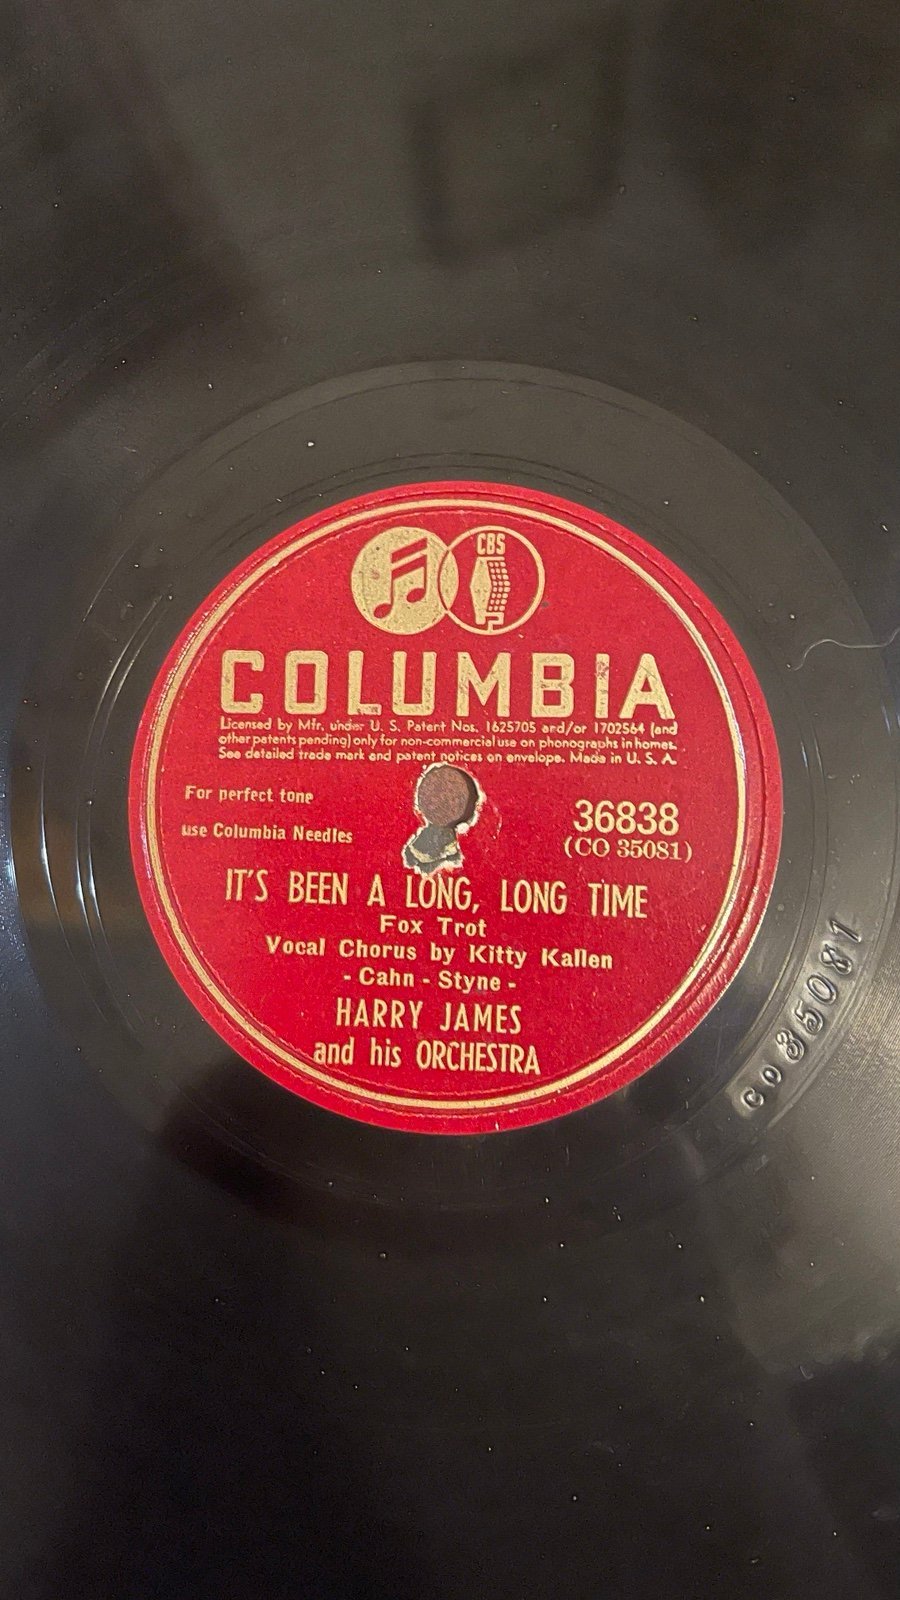 CBS
COLUMBIA
Licensed by Mfr. under U. S. Patent Nos. 1625705 and/or 1702564 (and
other patents pending) only for non-commercial use on phonographs in homes.
See detailed trade mark and patent notices on envelope. Made in U. S. A.
For perfect tone
use Columbia Needles
36838
(CO 35081)
IT'S BEEN A LONG, LONG TIME
Fox Trot
Vocal Chorus by Kitty Kallen
- Cahn - Styne -
HARRY JAMES
and his ORCHESTRA
CO35081